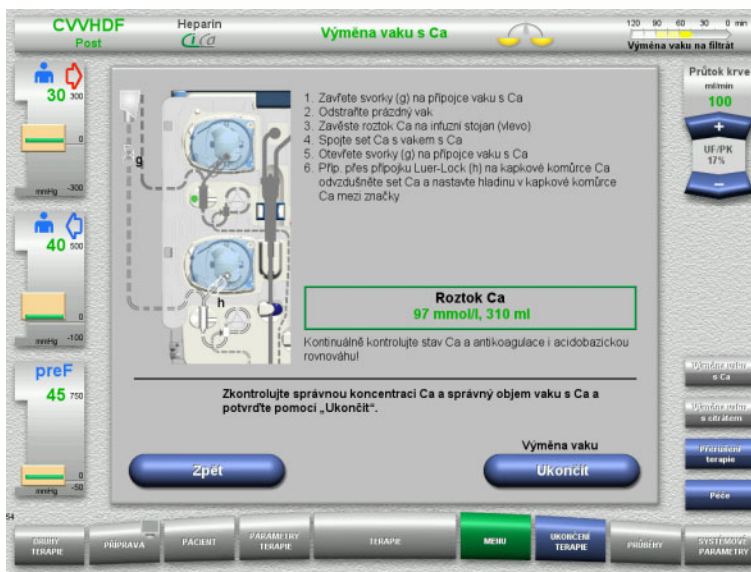 CVVHDF
Post
Heparin
CiCa
Výměna vaku s Ca
120 90 60 30 0 min
Výměna vaku na filtrát
30 300
0
mmHg -300
40 500
0
mmHg -100
preF
45 750
0
mmHg -50
54
g
h
1. Zavřete svorky (g) na přípojce vaku s Ca
2. Odstraňte prázdný vak
3. Zavěste roztok Ca na infuzní stojan (vlevo)
4. Spojte set Ca s vakem s Ca
5. Otevřete svorky (g) na přípojce vaku s Ca
6. Příp. přes přípojku Luer-Lock (h) na kapkové komůrce Ca
odvzdušněte set Ca a nastavte hladinu v kapkové komůrce
Ca mezi značky
Roztok Ca
97 mmol/l, 310 ml
Kontinuálně kontrolujte stav Ca a antikoagulace i acidobazickou
rovnováhu!
Zkontrolujte správnou koncentraci Ca a správný objem vaku s Ca a
potvrďte pomocí „Ukončit".
Výměna vaku
Zpět
Ukončit
Průtok krve
ml/min
100
+
UF/PK
17%
–
Výměna vaku
s Ca
Výměna vaku
s citrátem
Přerušení
terapie
Péče
DRUHY
TERAPIE
PŘÍPRAVA
PACIENT
PARAMETRY
TERAPIE
TERAPIE
MENU
UKONČENÍ
TERAPIE
PRŮBĚHY
SYSTÉMOVÉ
PARAMETRY